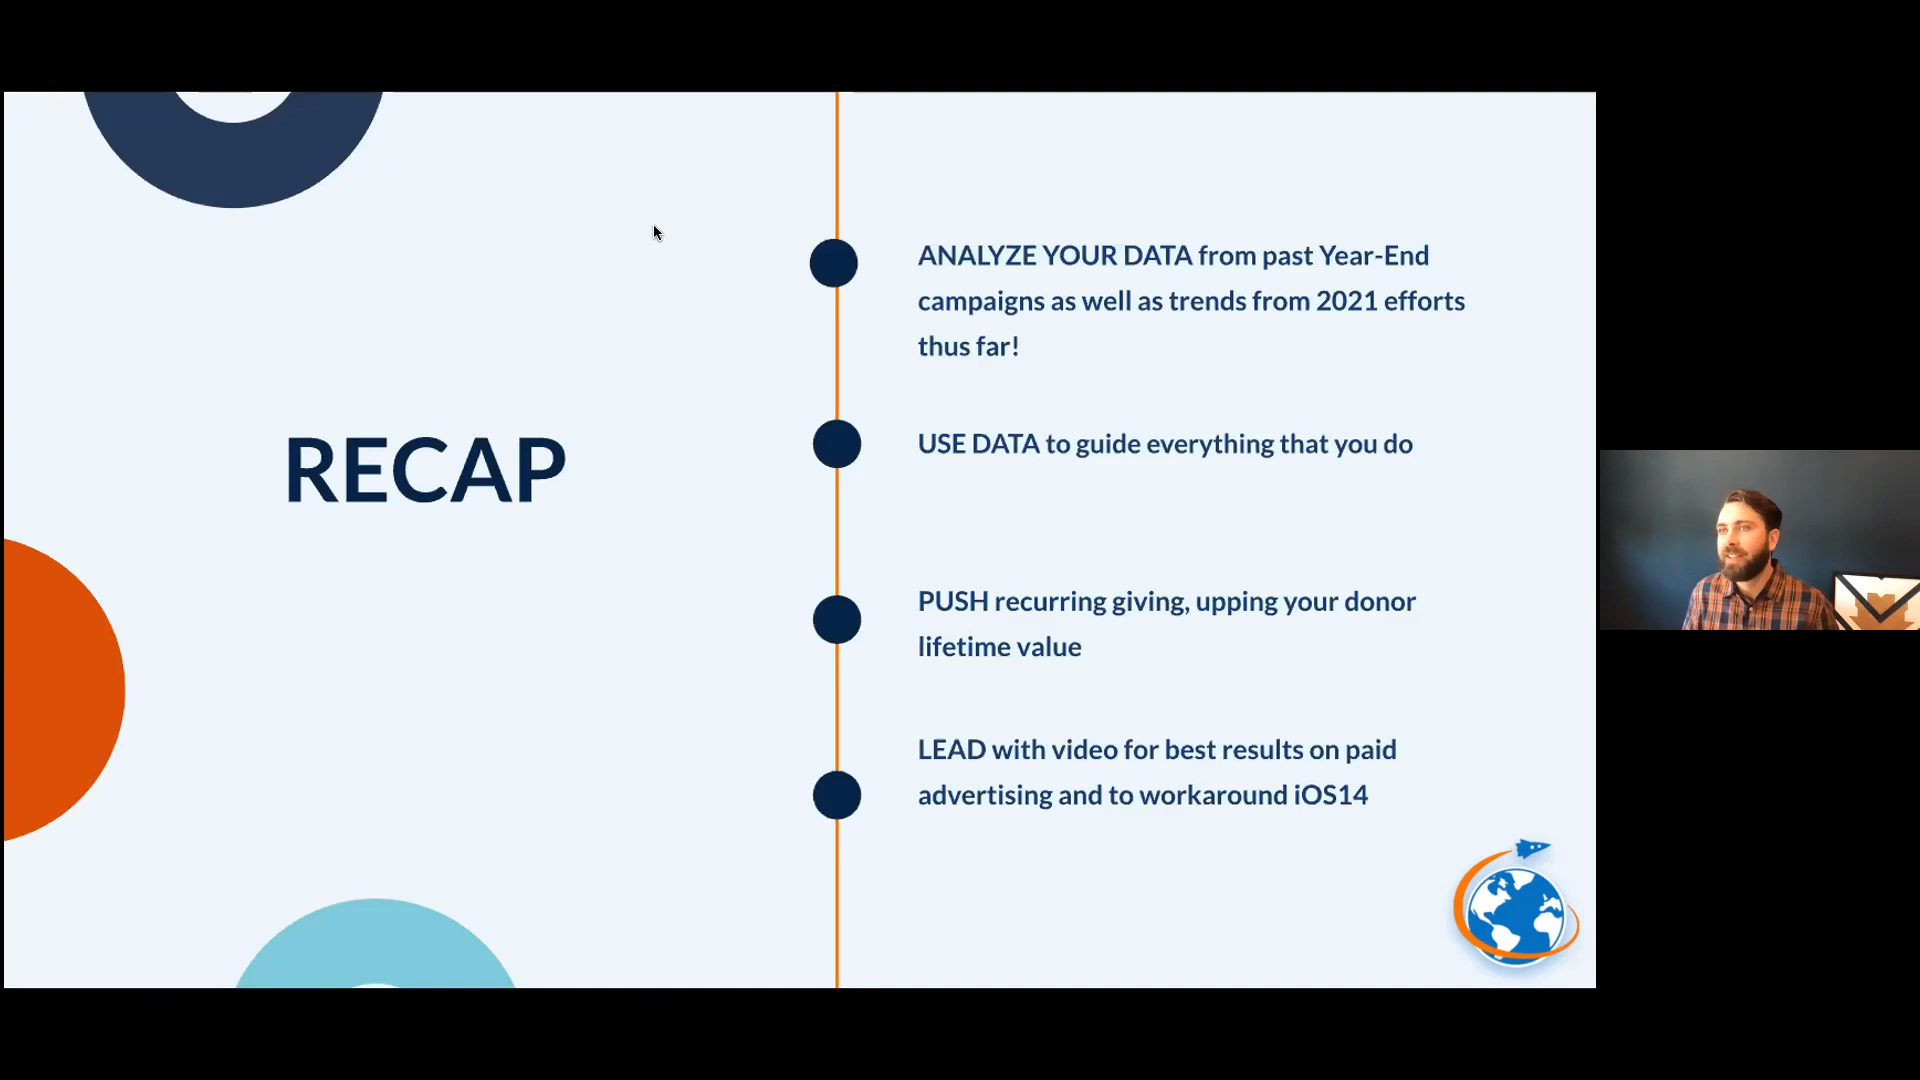 RECAP
ANALYZE YOUR DATA from past Year-End
campaigns as well as trends from 2021 efforts
thus far!
USE DATA to guide everything that you do
PUSH recurring giving, upping your donor
lifetime value
LEAD with video for best results on paid
advertising and to workaround iOS14